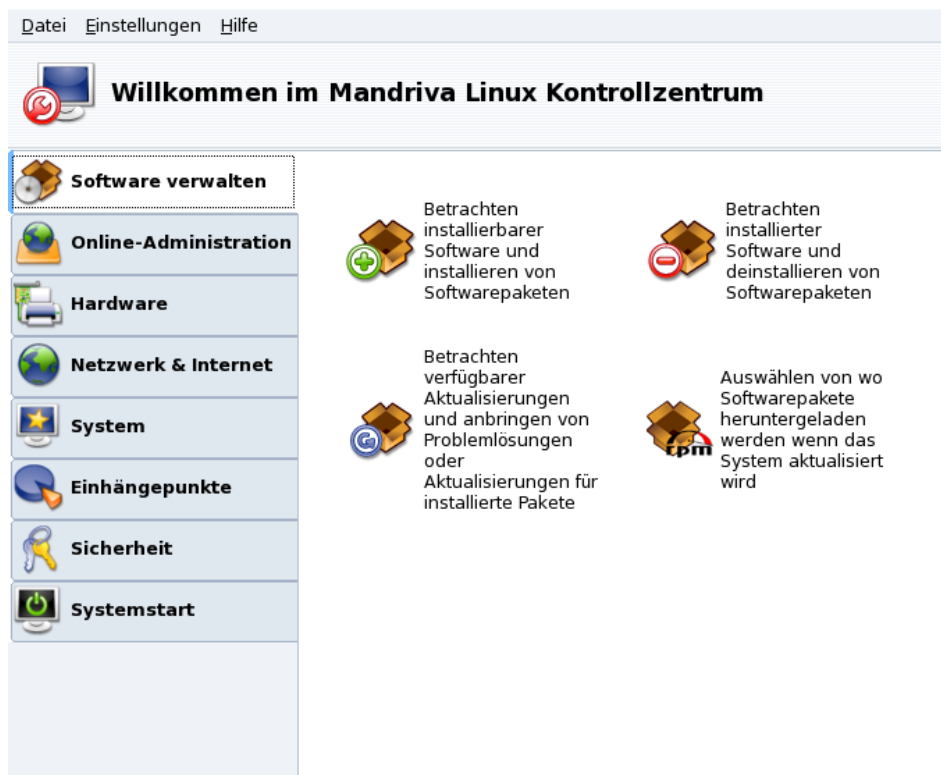 Datei Einstellungen Hilfe
Willkommen im Mandriva Linux Kontrollzentrum
Software verwalten
Online-Administration
Hardware
Netzwerk & Internet
System
Einhängepunkte
Sicherheit
Systemstart
Betrachten
installierbarer
Software und
installieren von
Softwarepaketen
Betrachten
installierter
Software und
deinstallieren von
Softwarepaketen
Betrachten
verfügbarer
Aktualisierungen
und anbringen von
Problemlösungen
oder
Aktualisierungen für
installierte Pakete
rpm
Auswählen von wo
Softwarepakete
heruntergeladen
werden wenn das
System aktualisiert
wird